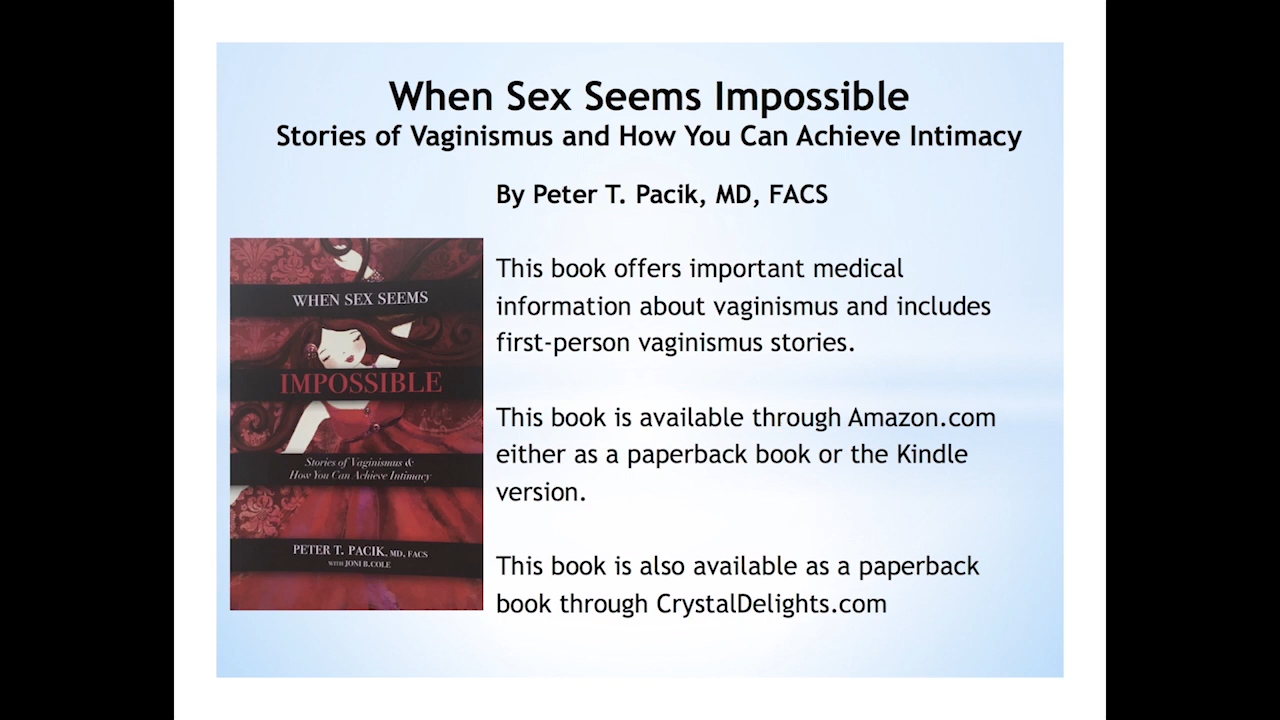 When Sex Seems Impossible
Stories of Vaginismus and How You Can Achieve Intimacy
By Peter T. Pacik, MD, FACS
WHEN SEX SEEMS
IMPOSSIBLE
Stories of Vaginismus &
How You Can Achieve Intimacy
PETER T. PACIK, MD, FACS
WITH JONI B. COLE
This book offers important medical
information about vaginismus and includes
first-person vaginismus stories.
This book is available through Amazon.com
either as a paperback book or the Kindle
version.
This book is also available as a paperback
book through CrystalDelights.com